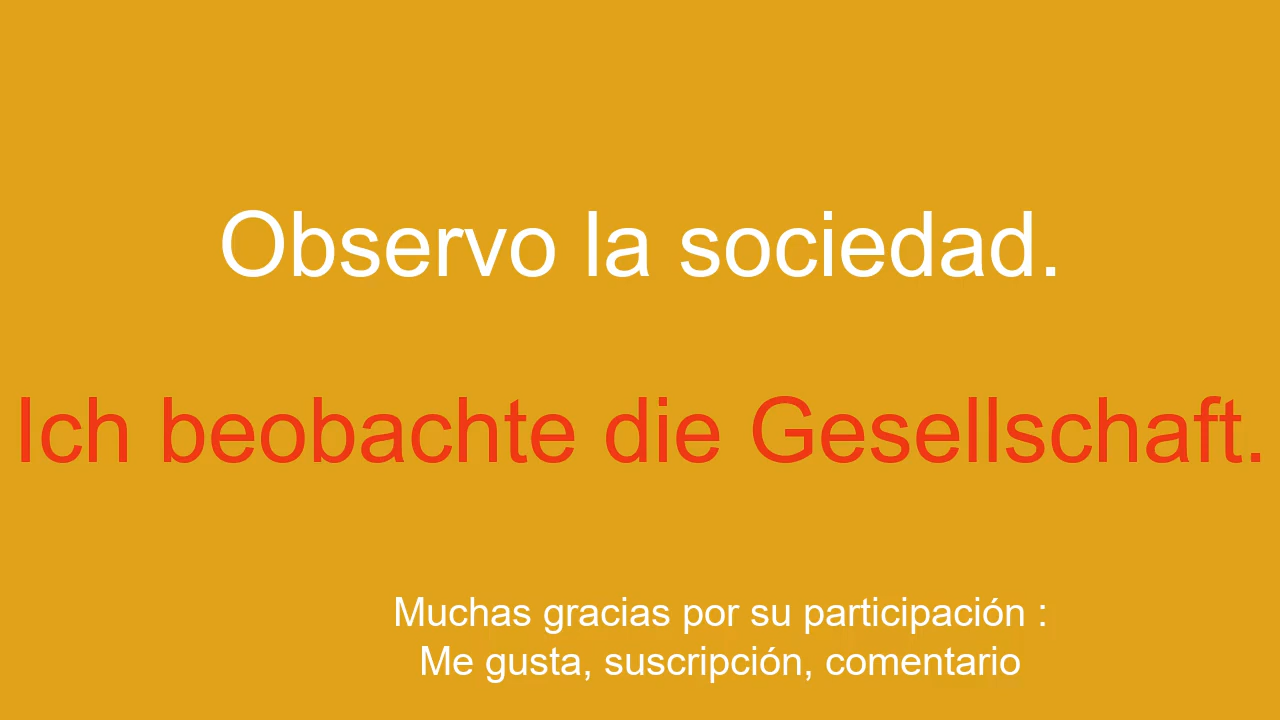 Observo la sociedad.
Ich beobachte die Gesellschaft.
Muchas gracias por su participación :
Me gusta, suscripción, comentario